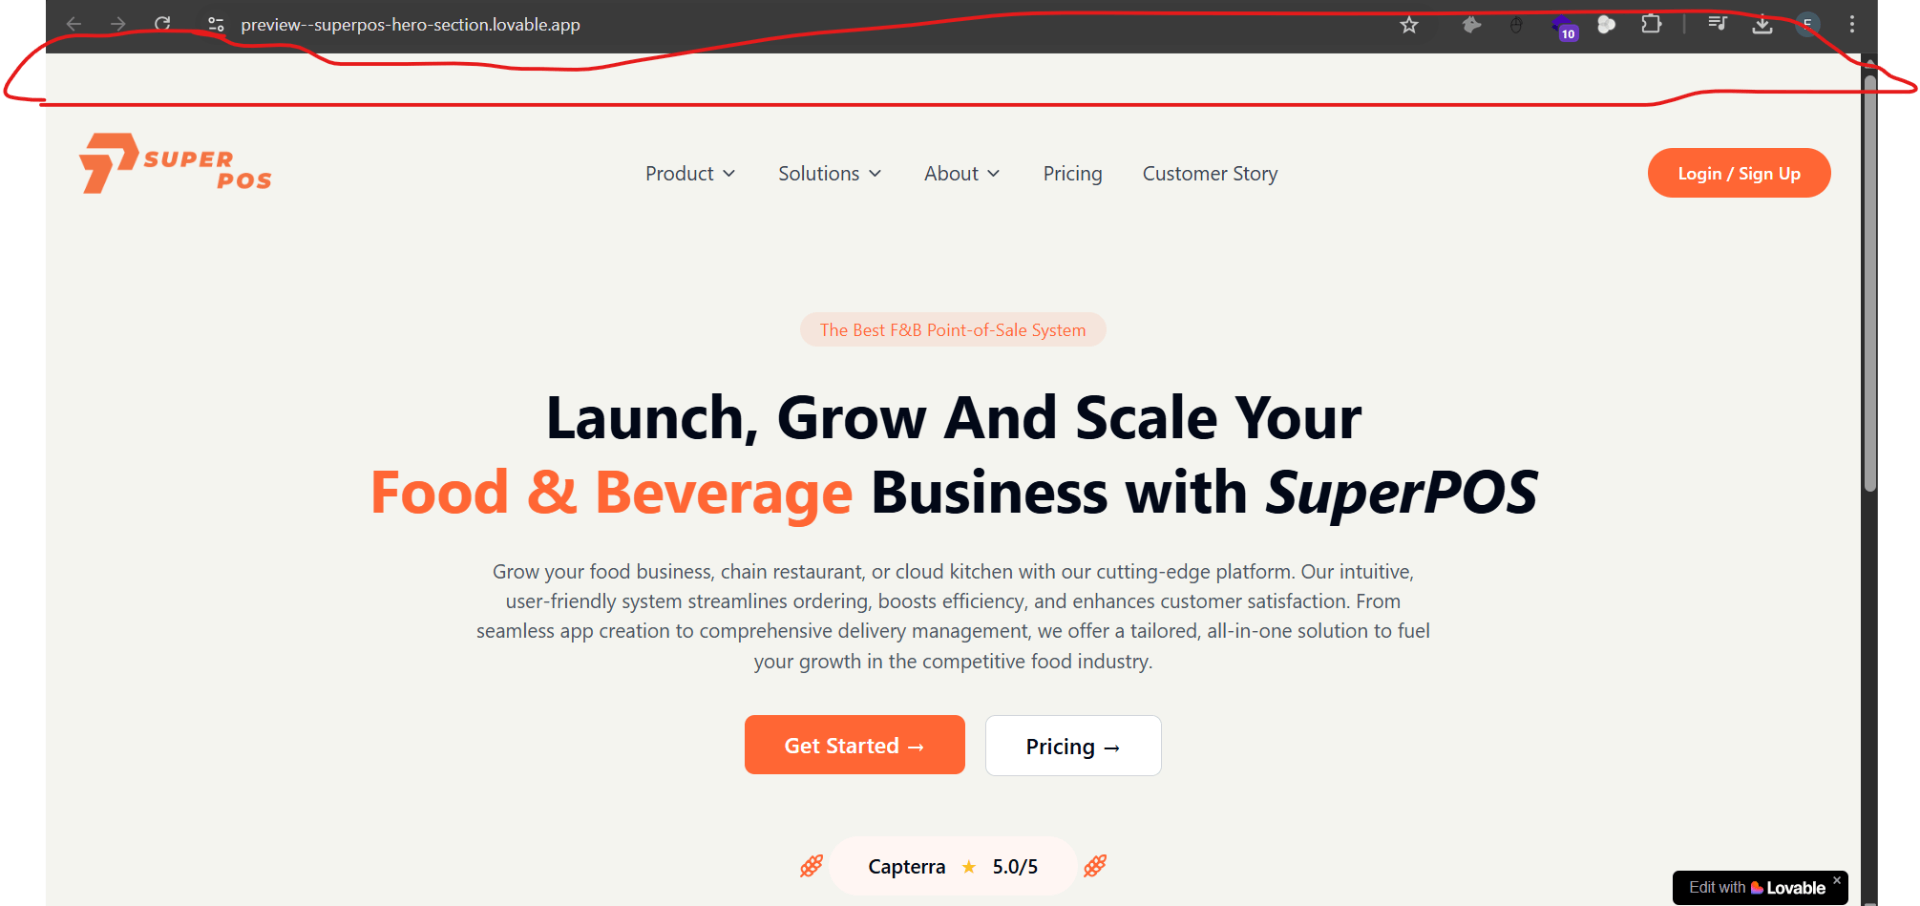 preview--superpos-hero-section.lovable.app
10
E
SUPER
POS
Product
Solutions
About
Pricing
Customer Story
Login / Sign Up
The Best F&B Point-of-Sale System
Launch, Grow And Scale Your
Food & Beverage Business with SuperPOS
Grow your food business, chain restaurant, or cloud kitchen with our cutting-edge platform. Our intuitive,
user-friendly system streamlines ordering, boosts efficiency, and enhances customer satisfaction. From
seamless app creation to comprehensive delivery management, we offer a tailored, all-in-one solution to fuel
your growth in the competitive food industry.
Get Started →
Pricing →
Capterra ★ 5.0/5
Edit with Lovable